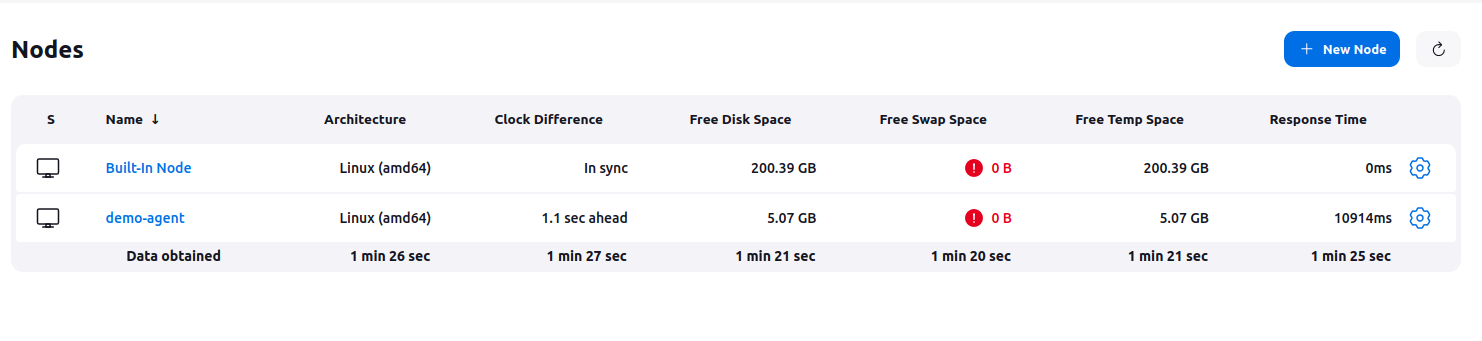 Nodes
+ New Node
S Name ↓ Architecture Clock Difference Free Disk Space Free Swap Space Free Temp Space Response Time
Built-In Node Linux (amd64) In sync 200.39 GB ! 0 B 200.39 GB 0ms
demo-agent Linux (amd64) 1.1 sec ahead 5.07 GB ! 0 B 5.07 GB 10914ms
Data obtained 1 min 26 sec 1 min 27 sec 1 min 21 sec 1 min 20 sec 1 min 21 sec 1 min 25 sec